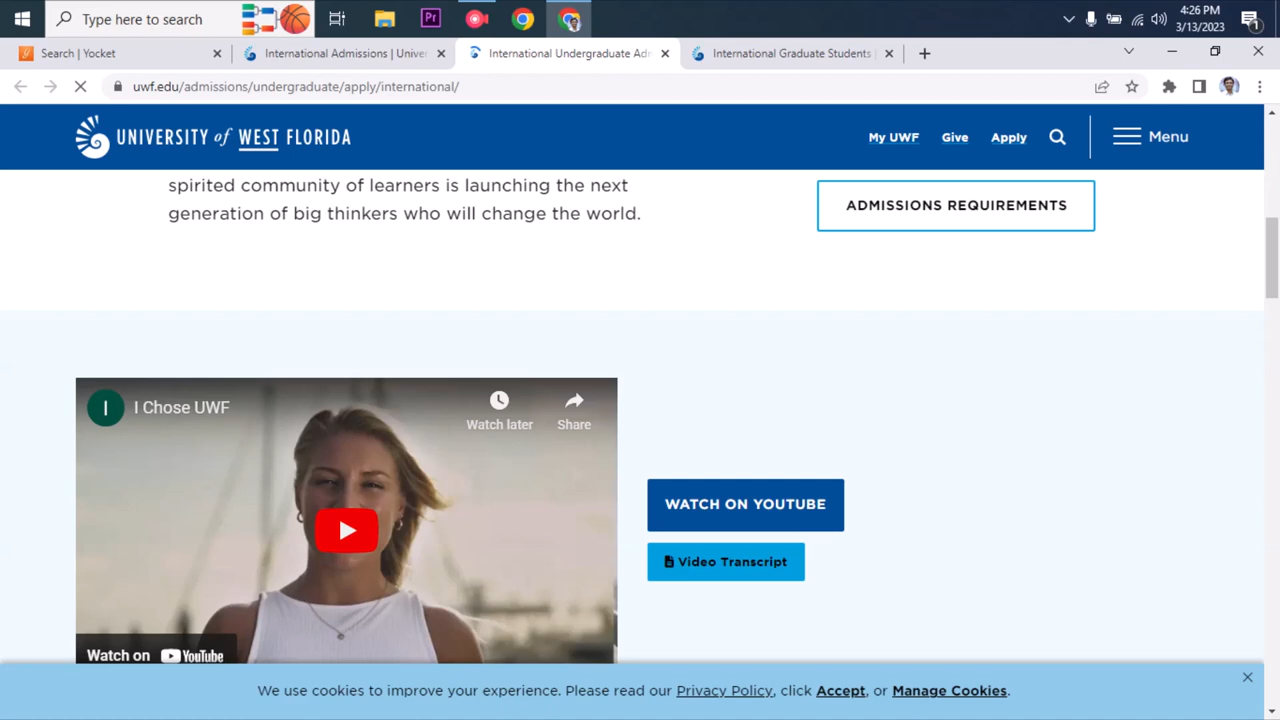 Type here to search
Pr
4:26 PM
3/13/2023
1
Search | Yocket
International Admissions | Univer
International Undergraduate Adm
International Graduate Students |
uwf.edu/admissions/undergraduate/apply/international/
UNIVERSITY of WEST FLORIDA
My UWF
Give
Apply
Menu
spirited community of learners is launching the next
generation of big thinkers who will change the world.
ADMISSIONS REQUIREMENTS
I
I Chose UWF
Watch later
Share
WATCH ON YOUTUBE
Video Transcript
Watch on YouTube
We use cookies to improve your experience. Please read our Privacy Policy, click Accept, or Manage Cookies.